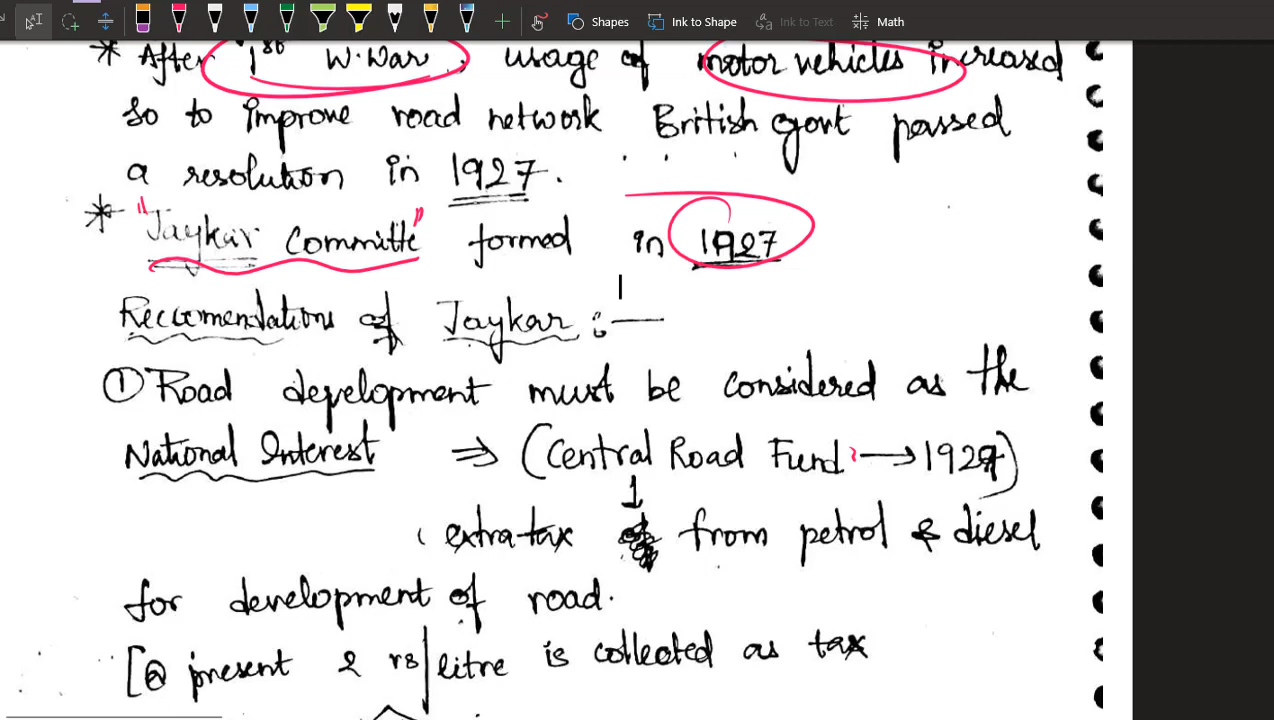 Shapes Ink to Shape Ink to Text Math
* After 1st W.War, usage of motor vehicles increased
so to improve road network British govt passed
a resolution in 1927.
* "Jaykar Committe" formed in 1927
Reccomendations of Jaykar :—
① Road development must be considered as the
National Interest ⇒ (Central Road Fund → 1929)
↓
extra tax from petrol & diesel
for development of road.
[@ present 2 rs/litre is collected as tax